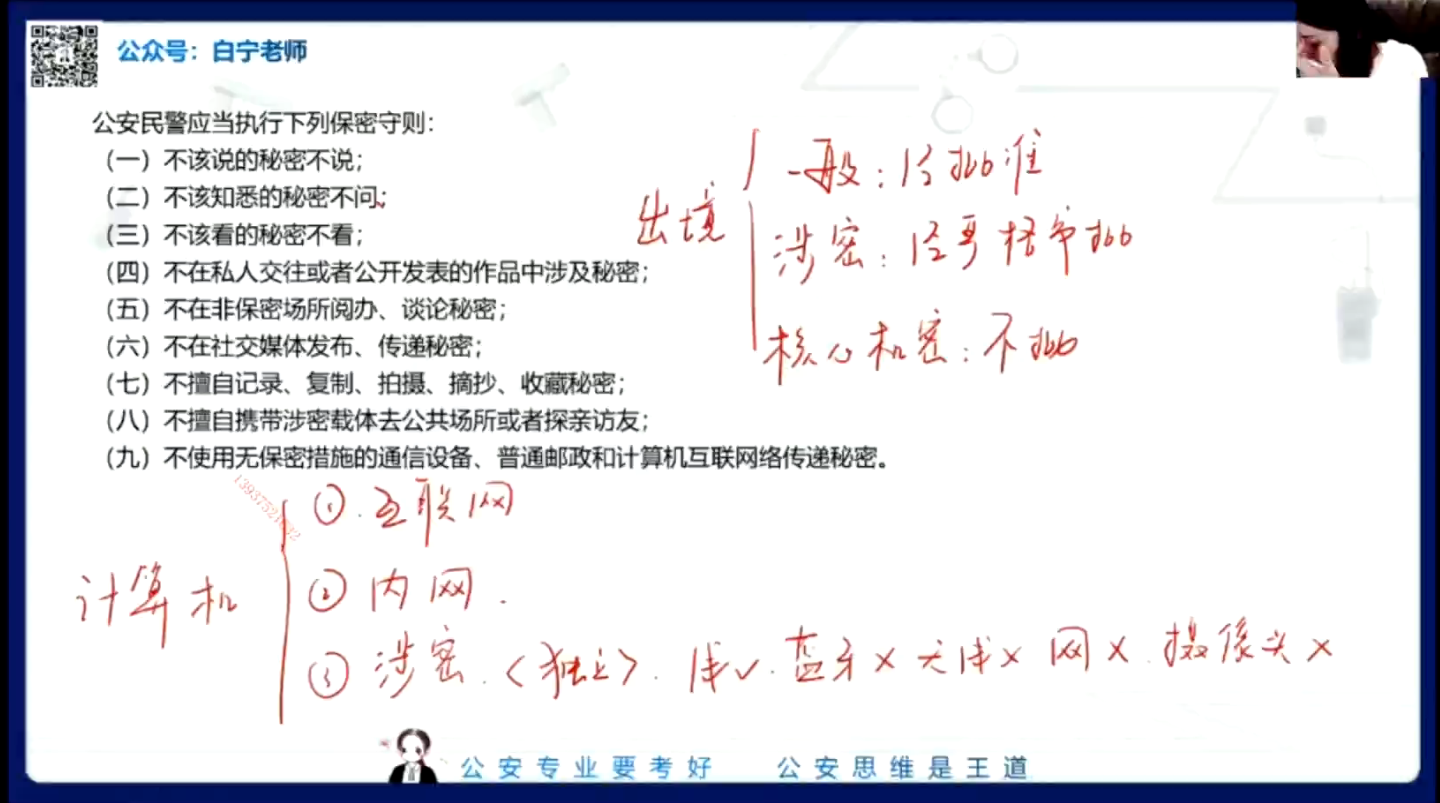 公众号：白宁老师
公安民警应当执行下列保密守则：
（一）不该说的秘密不说；
（二）不该知悉的秘密不问；
（三）不该看的秘密不看；
（四）不在私人交往或者公开发表的作品中涉及秘密；
（五）不在非保密场所阅办、谈论秘密；
（六）不在社交媒体发布、传递秘密；
（七）不擅自记录、复制、拍摄、摘抄、收藏秘密；
（八）不擅自携带涉密载体去公共场所或者探亲访友；
（九）不使用无保密措施的通信设备、普通邮政和计算机互联网络传递秘密。
出境
一般：经批准
涉密：经严格审批
核心机密：不批
计算机
① 互联网
② 内网
③ 涉密〈独立〉线✓ 蓝牙× 无线× 网× 摄像头×
公安专业要考好 公安思维是王道